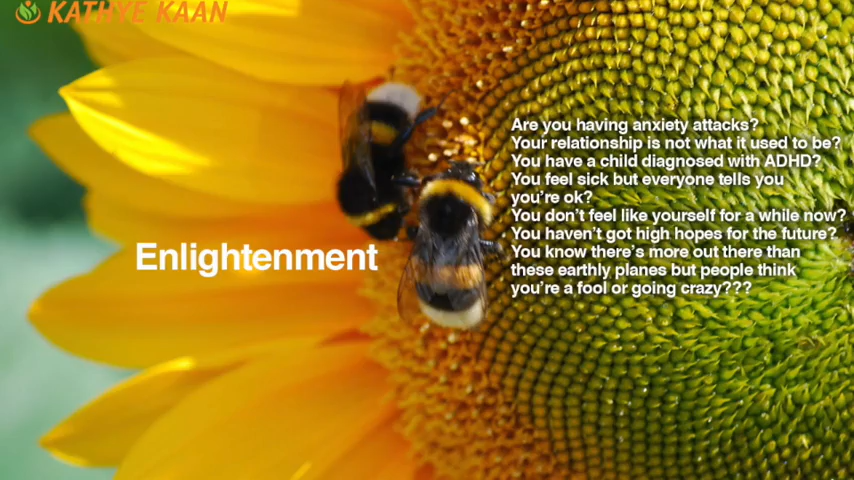 KATHYE KAAN
Enlightenment
Are you having anxiety attacks?
Your relationship is not what it used to be?
You have a child diagnosed with ADHD?
You feel sick but everyone tells you
you're ok?
You don't feel like yourself for a while now?
You haven't got high hopes for the future?
You know there's more out there than
these earthly planes but people think
you're a fool or going crazy???